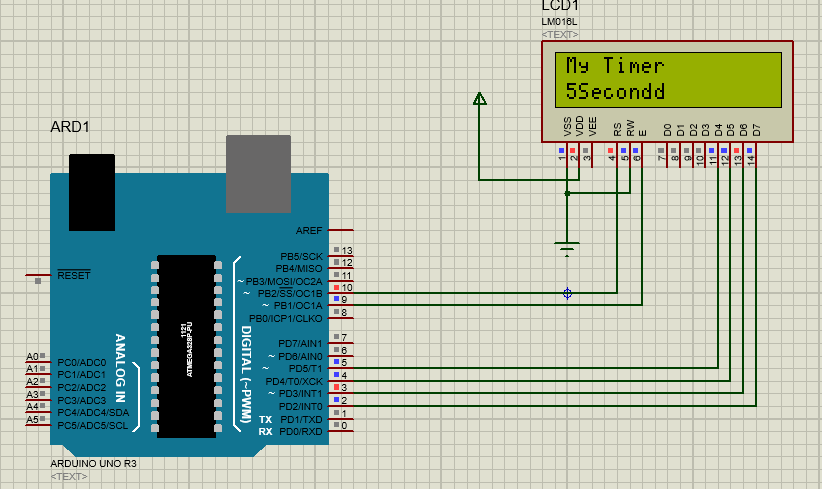 LCD1
LM016L
<TEXT>
My Timer
5Secondd
VSS VDD VEE RS RW E D0 D1 D2 D3 D4 D5 D6 D7
1 2 3 4 5 6 7 8 9 10 11 12 13 14
ARD1
AREF
PB5/SCK 13
PB4/MISO 12
~ PB3/MOSI/OC2A 11
~ PB2/SS/OC1B 10
~ PB1/OC1A 9
PB0/ICP1/CLKO 8
RESET
1121
ATMEGA328P-PU
ANALOG IN
DIGITAL (~PWM)
PD7/AIN1 7
~ PD6/AIN0 6
~ PD5/T1 5
PD4/T0/XCK 4
~ PD3/INT1 3
PD2/INT0 2
TX PD1/TXD 1
RX PD0/RXD 0
A0 PC0/ADC0
A1 PC1/ADC1
A2 PC2/ADC2
A3 PC3/ADC3
A4 PC4/ADC4/SDA
A5 PC5/ADC5/SCL
ARDUINO UNO R3
<TEXT>